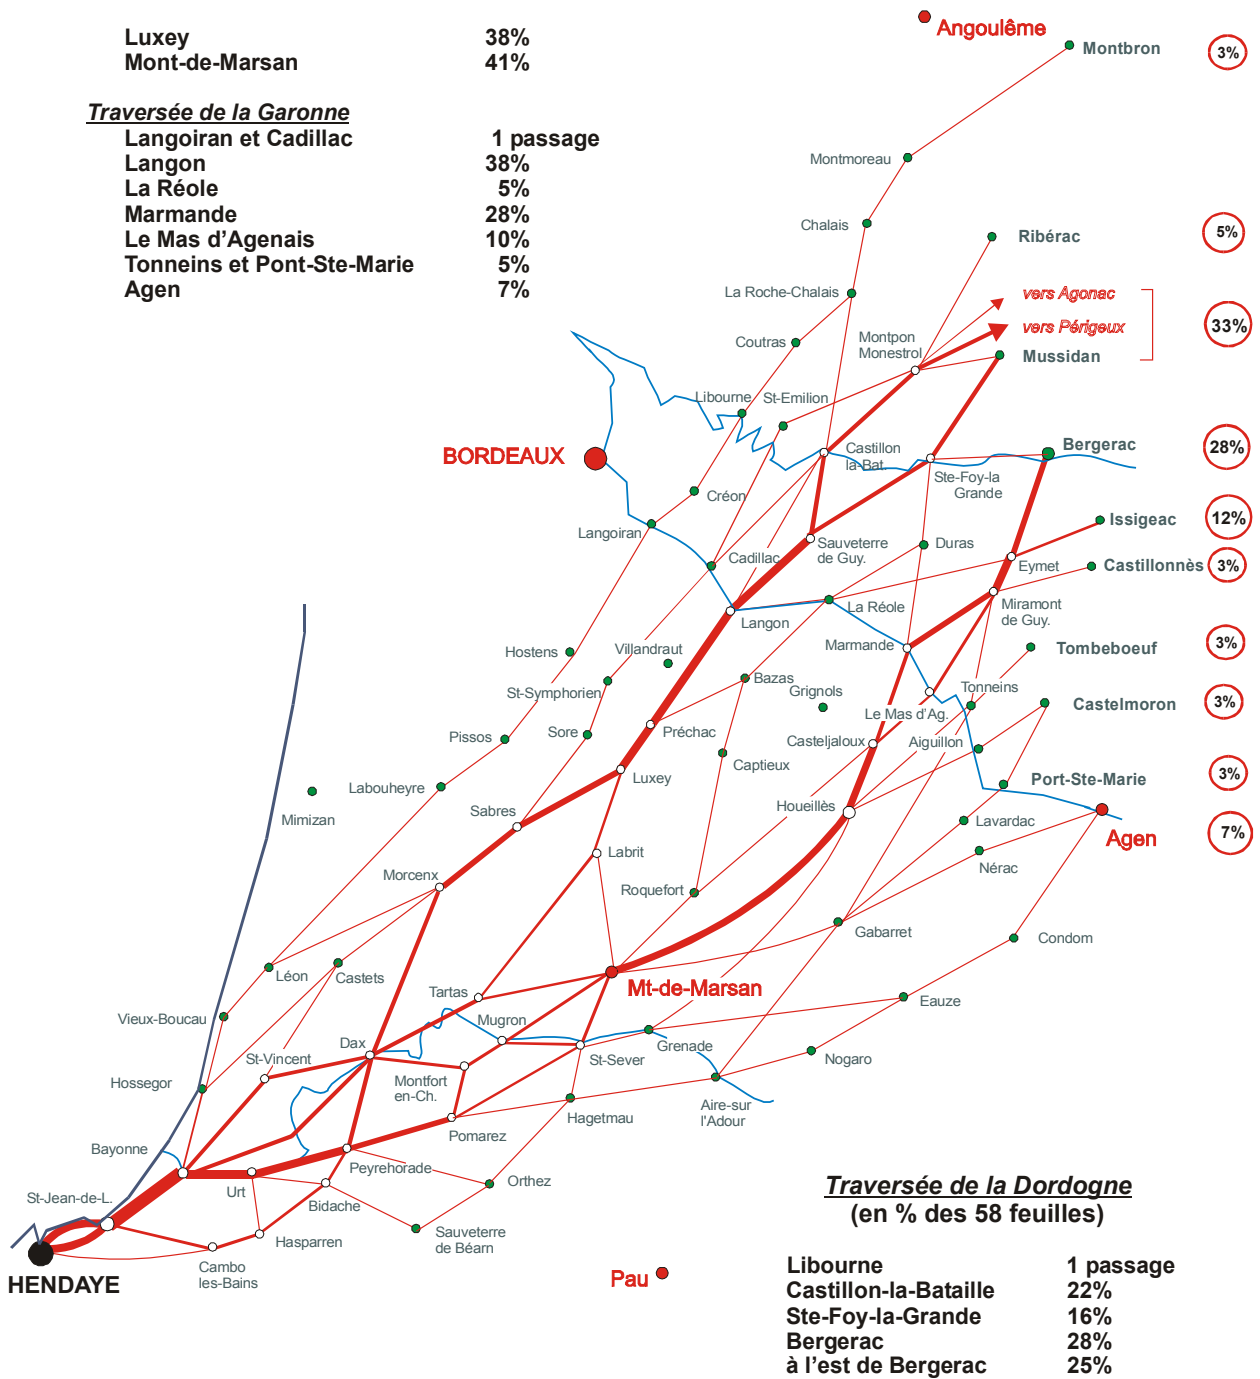 Luxey 38%
Mont-de-Marsan 41%
Traversée de la Garonne
Langoiran et Cadillac 1 passage
Langon 38%
La Réole 5%
Marmande 28%
Le Mas d'Agenais 10%
Tonneins et Pont-Ste-Marie 5%
Agen 7%
Angoulême
Montbron
3%
Montmoreau
Chalais
Ribérac
5%
La Roche-Chalais
vers Agonac
vers Périgeux
33%
Coutras
Montpon
Monestrol
Mussidan
Libourne
St-Emilion
BORDEAUX
Castillon
la-Bat.
Bergerac
28%
Ste-Foy-la
Grande
Créon
Langoiran
Issigeac
12%
Cadillac
Sauveterre
de Guy.
Duras
Eymet
Castillonnès
3%
Langon
La Réole
Miramont
de Guy.
Hostens
Villandraut
Marmande
Tombeboeuf
3%
St-Symphorien
Bazas
Grignols
Tonneins
Le Mas d'Ag.
Castelmoron
3%
Pissos
Sore
Préchac
Casteljaloux
Aiguillon
Captieux
Luxey
Labouheyre
Mimizan
Sabres
Houeillès
Port-Ste-Marie
3%
Lavardac
Agen
7%
Labrit
Morcenx
Roquefort
Nérac
Gabarret
Condom
Léon
Castets
Mt-de-Marsan
Tartas
Eauze
Vieux-Boucau
Mugron
Dax
Grenade
St-Vincent
St-Sever
Nogaro
Hossegor
Montfort
en-Ch.
Hagetmau
Aire-sur
l'Adour
Bayonne
Pomarez
Peyrehorade
Orthez
St-Jean-de-L.
Urt
Bidache
Sauveterre
de Béarn
Hasparren
Cambo
les-Bains
HENDAYE
Pau
Traversée de la Dordogne
(en % des 58 feuilles)
Libourne 1 passage
Castillon-la-Bataille 22%
Ste-Foy-la-Grande 16%
Bergerac 28%
à l'est de Bergerac 25%